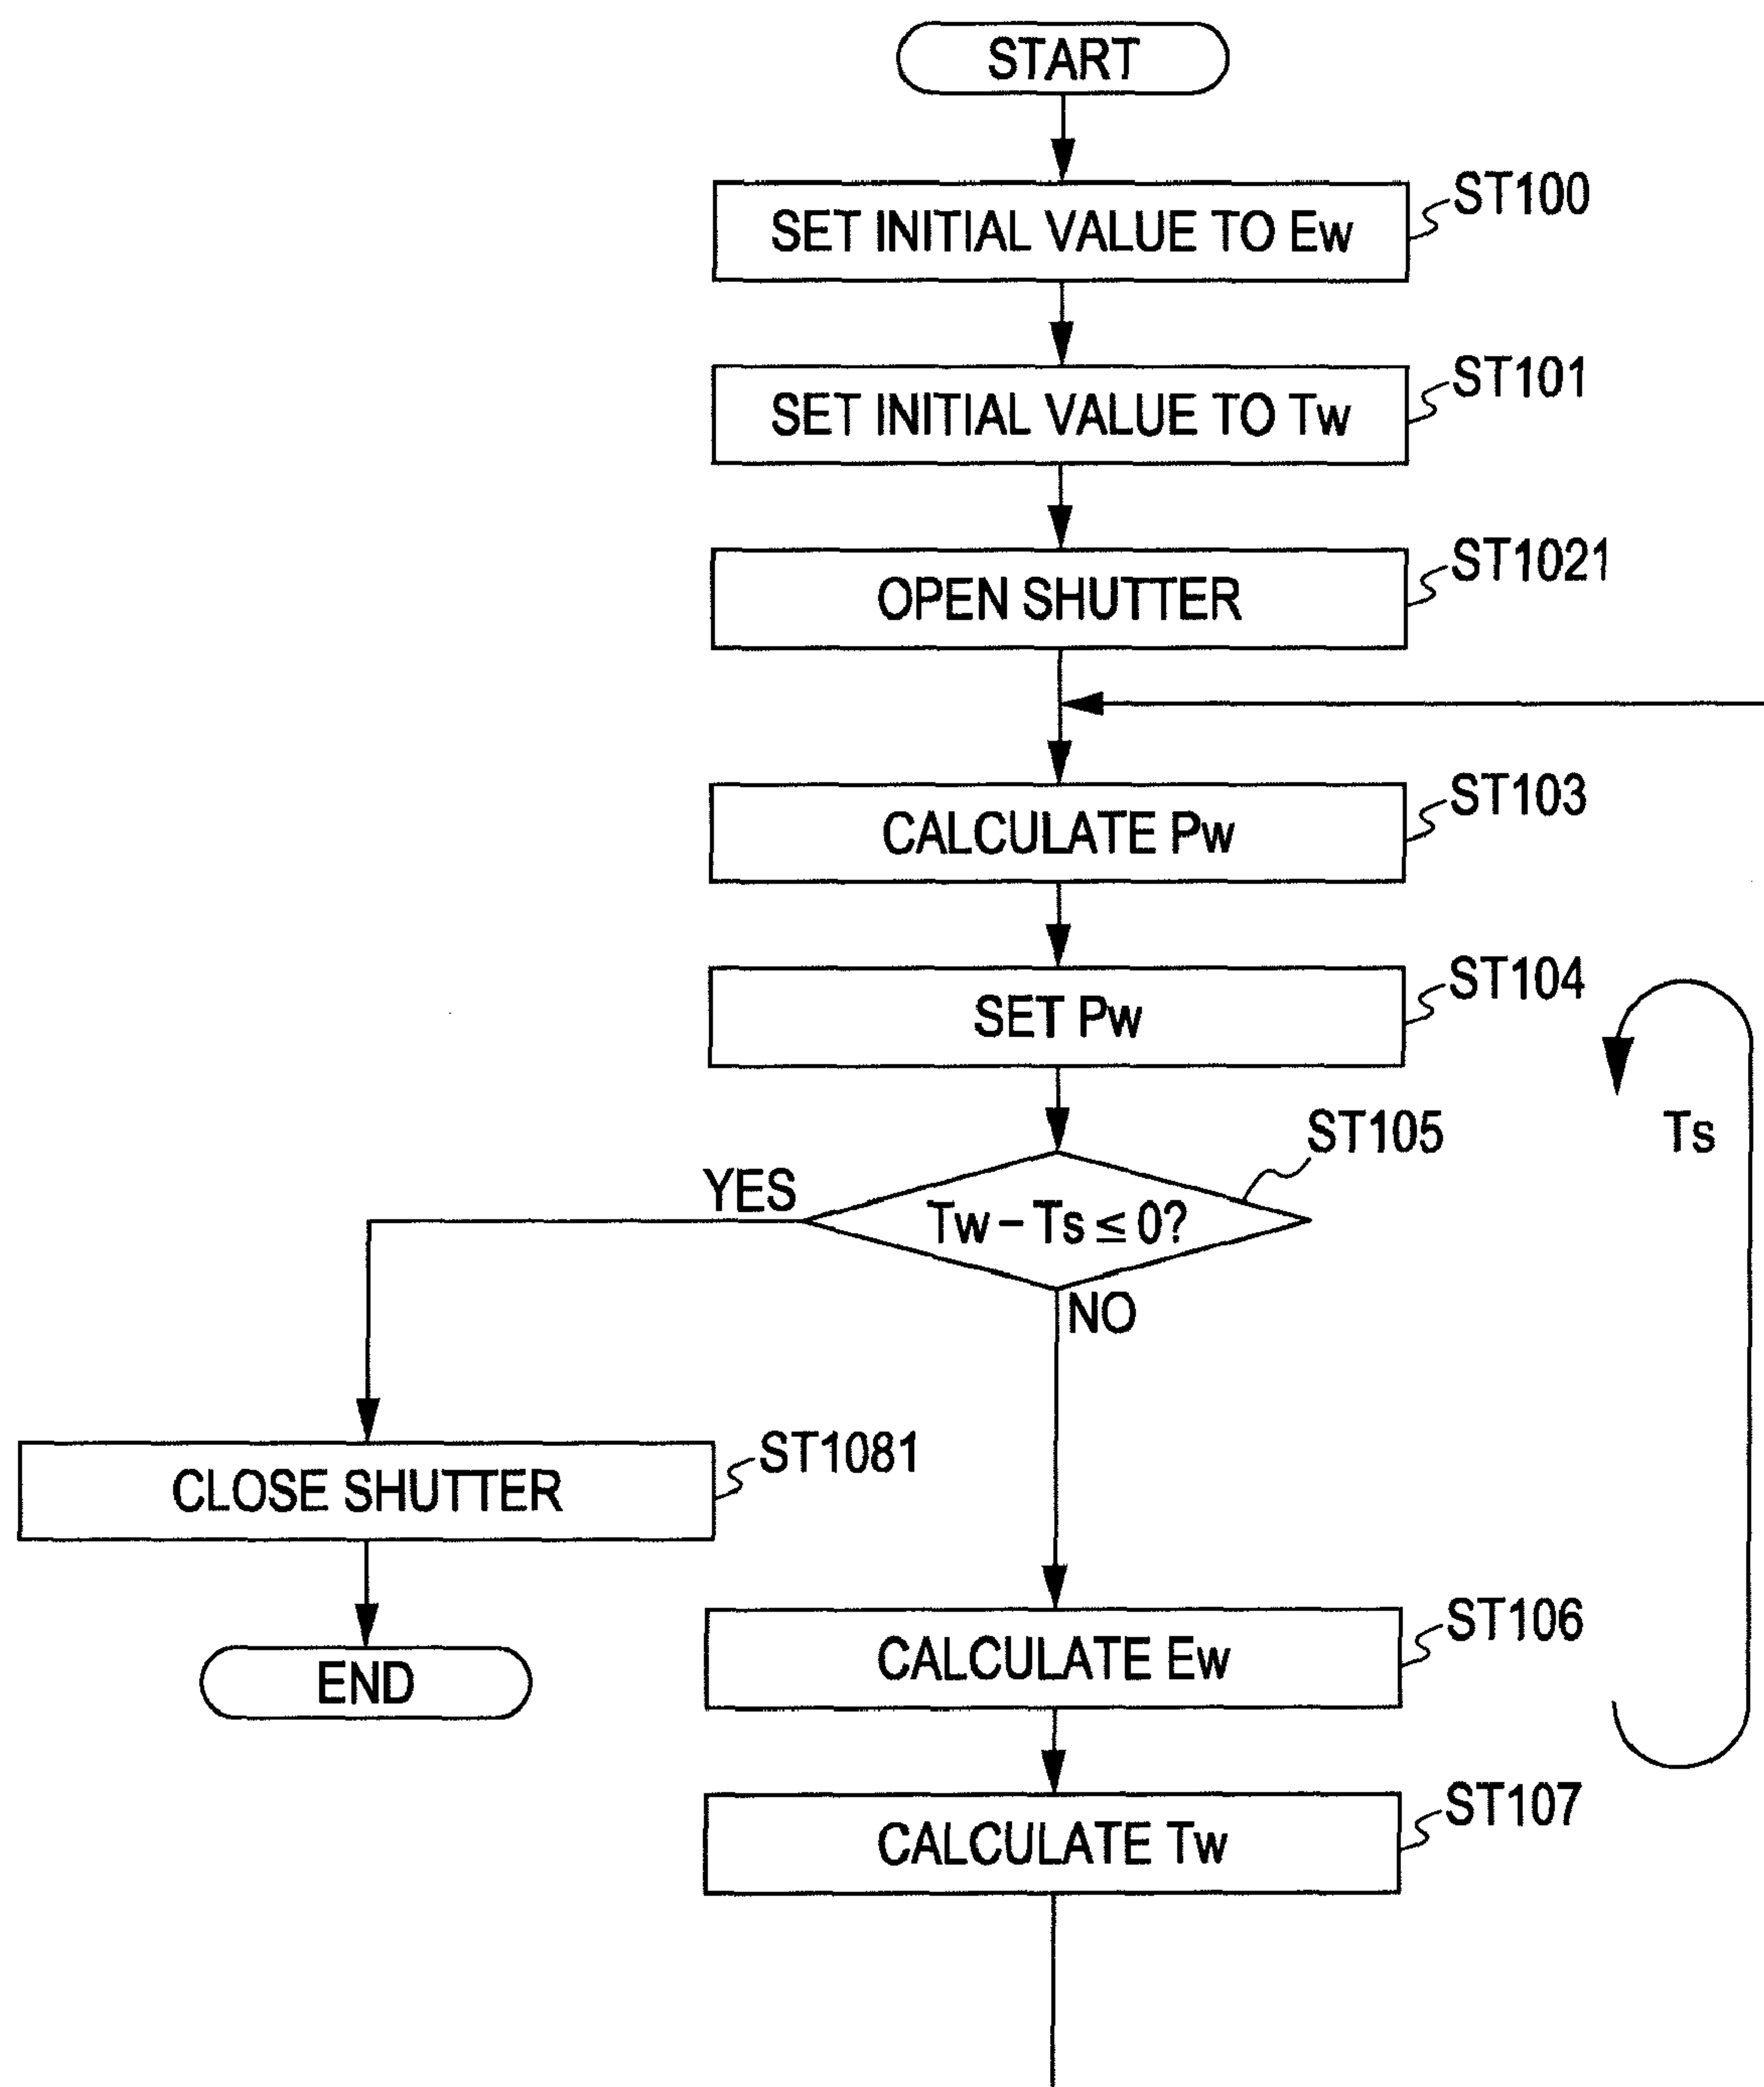 START
SET INITIAL VALUE TO Ew
ST100
SET INITIAL VALUE TO Tw
ST101
OPEN SHUTTER
ST1021
CALCULATE Pw
ST103
SET Pw
ST104
Ts
ST105
YES
Tw – Ts ≤ 0?
NO
CLOSE SHUTTER
ST1081
END
CALCULATE Ew
ST106
CALCULATE Tw
ST107